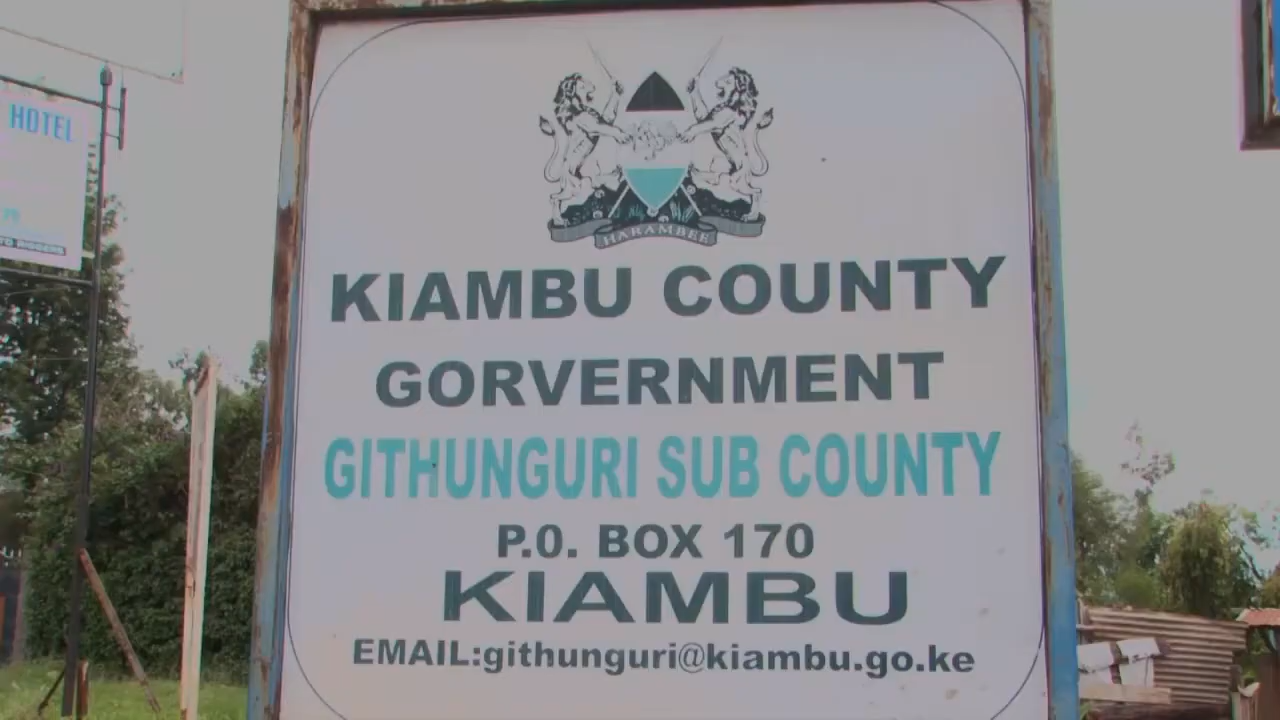 HOTEL
HARAMBEE
KIAMBU COUNTY
GORVERNMENT
GITHUNGURI SUB COUNTY
P.O. BOX 170
KIAMBU
EMAIL:githunguri@kiambu.go.ke